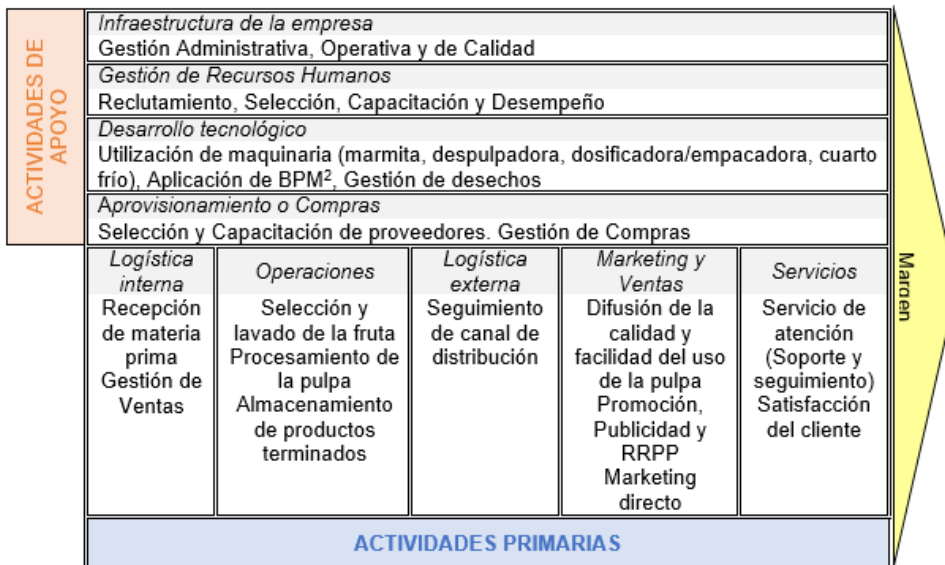 ACTIVIDADES DE
APOYO
Infraestructura de la empresa
Gestión Administrativa, Operativa y de Calidad
Gestión de Recursos Humanos
Reclutamiento, Selección, Capacitación y Desempeño
Desarrollo tecnológico
Utilización de maquinaria (marmita, despulpadora, dosificadora/empacadora, cuarto
frío), Aplicación de BPM², Gestión de desechos
Aprovisionamiento o Compras
Selección y Capacitación de proveedores. Gestión de Compras
Logística
interna
Recepción
de materia
prima
Gestión de
Ventas
Operaciones
Selección y
lavado de la fruta
Procesamiento de
la pulpa
Almacenamiento
de productos
terminados
Logística
externa
Seguimiento
de canal de
distribución
Marketing y
Ventas
Difusión de la
calidad y
facilidad del uso
de la pulpa
Promoción,
Publicidad y
RRPP
Marketing
directo
Servicios
Servicio de
atención
(Soporte y
seguimiento)
Satisfacción
del cliente
Margen
ACTIVIDADES PRIMARIAS